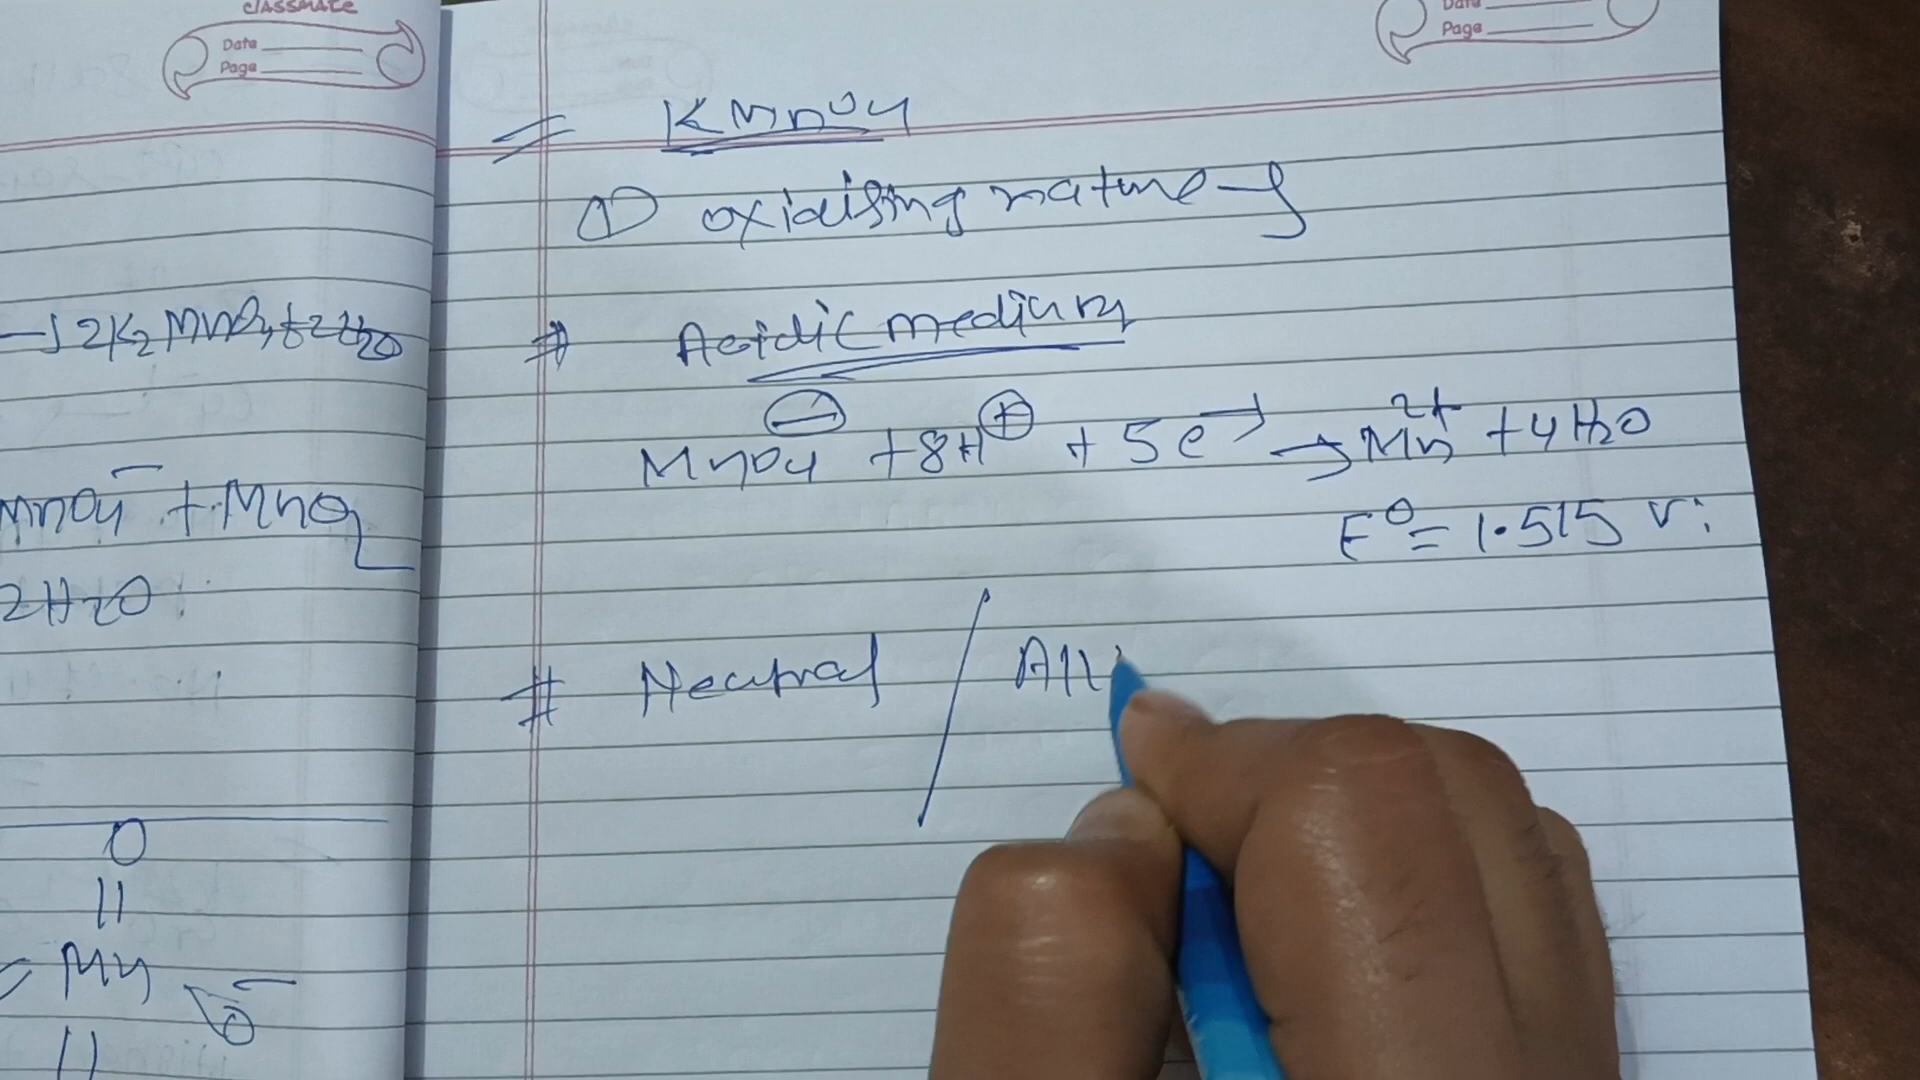 classmate
Date
Page
→ 2K2MnO4 + 2H2O
MnO4⁻ + MnO2
2H2O
O
||
Mn
O⁻
||
Date
Page
KMnO4
① oxidising nature
⇒ Acidic medium
MnO4⁻ + 8H⁺ + 5e⁻ → Mn²⁺ + 4H2O
E⁰ = 1.515 V.
# Neutral / Alk